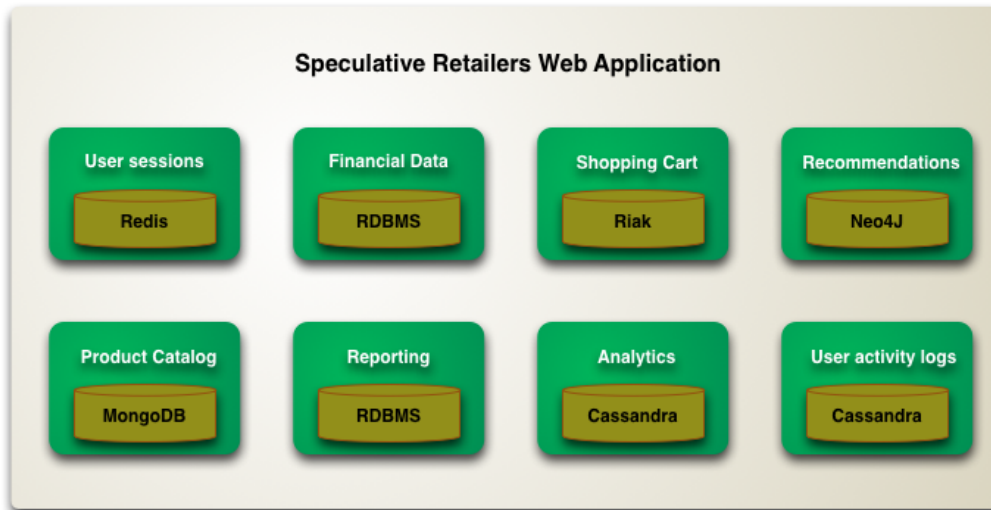 Speculative Retailers Web Application
User sessions
Redis
Financial Data
RDBMS
Shopping Cart
Riak
Recommendations
Neo4J
Product Catalog
MongoDB
Reporting
RDBMS
Analytics
Cassandra
User activity logs
Cassandra